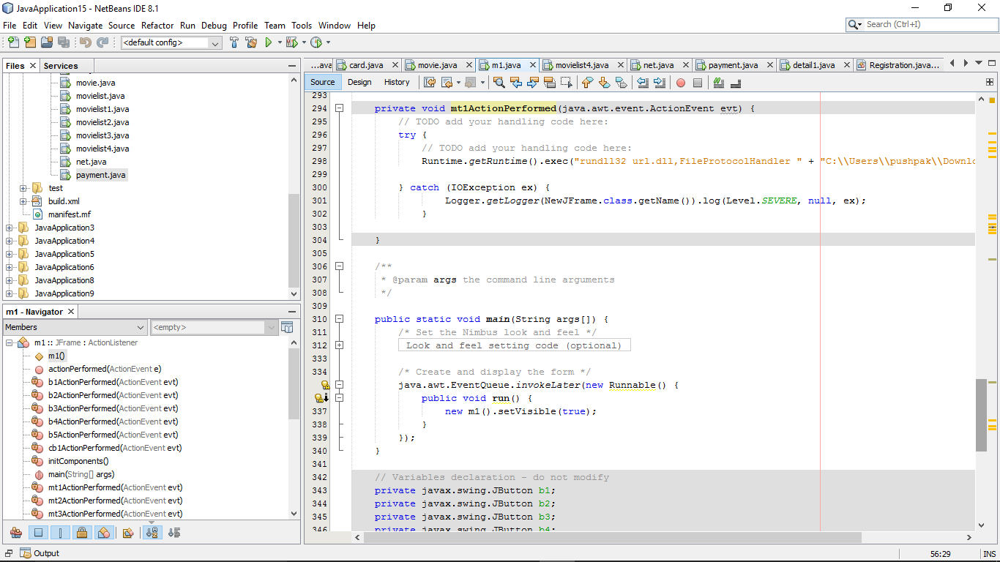 JavaApplication15 - NetBeans IDE 8.1
File Edit View Navigate Source Refactor Run Debug Profile Team Tools Window Help
Search (Ctrl+I)
<default config>
Files
Services
movie.java
movielist.java
movielist1.java
movielist2.java
movielist3.java
movielist4.java
net.java
payment.java
test
build.xml
manifest.mf
JavaApplication3
JavaApplication4
JavaApplication5
JavaApplication6
JavaApplication8
JavaApplication9
m1 - Navigator
Members
<empty>
m1 :: JFrame : ActionListener
m1()
actionPerformed(ActionEvent e)
b1ActionPerformed(ActionEvent evt)
b2ActionPerformed(ActionEvent evt)
b3ActionPerformed(ActionEvent evt)
b4ActionPerformed(ActionEvent evt)
b5ActionPerformed(ActionEvent evt)
cb1ActionPerformed(ActionEvent evt)
initComponents()
main(String[] args)
mt1ActionPerformed(ActionEvent evt)
mt2ActionPerformed(ActionEvent evt)
mt3ActionPerformed(ActionEvent evt)
...ava card.java movie.java m1.java movielist4.java net.java payment.java detail1.java Registration.java...
Source Design History
293
294 private void mt1ActionPerformed(java.awt.event.ActionEvent evt) {
295 // TODO add your handling code here:
296 try {
297 // TODO add your handling code here:
298 Runtime.getRuntime().exec("rundll32 url.dll,FileProtocolHandler " + "C:\\Users\\pushpak\\Downlo
299
300 } catch (IOException ex) {
301 Logger.getLogger(NewJFrame.class.getName()).log(Level.SEVERE, null, ex);
302 }
303
304 }
305
306 /**
307 * @param args the command line arguments
308 */
309
310 public static void main(String args[]) {
311 /* Set the Nimbus look and feel */
312 Look and feel setting code (optional)
333
334 /* Create and display the form */
java.awt.EventQueue.invokeLater(new Runnable() {
public void run() {
337 new m1().setVisible(true);
338 }
339 });
340 }
341
342 // Variables declaration - do not modify
343 private javax.swing.JButton b1;
344 private javax.swing.JButton b2;
345 private javax.swing.JButton b3;
346 private javax.swing.JButton b4;
Output
56:29
INS